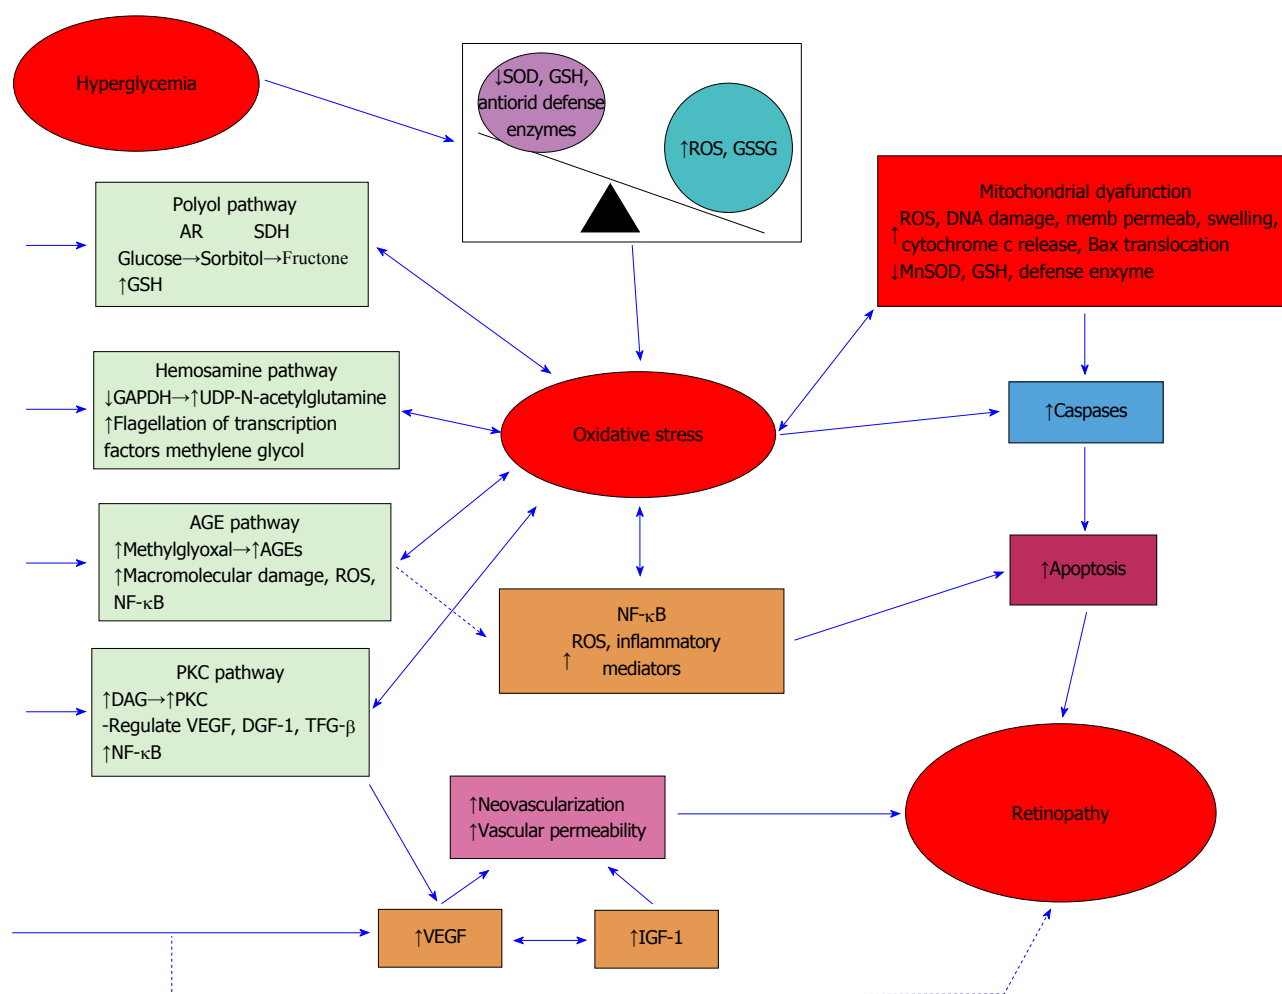 Hyperglycemia
↓SOD, GSH,
antiorid defense
enzymes
↑ROS, GSSG
Polyol pathway
AR SDH
Glucose→Sorbitol→Fructone
↑GSH
Mitochondrial dyafunction
ROS, DNA damage, memb permeab, swelling,
↑
cytochrome c release, Bax translocation
↓MnSOD, GSH, defense enxyme
Hemosamine pathway
↓GAPDH→↑UDP-N-acetylglutamine
↑Flagellation of transcription
factors methylene glycol
Oxidative stress
↑Caspases
AGE pathway
↑Methylglyoxal→↑AGEs
↑Macromolecular damage, ROS,
NF-κB
↑Apoptosis
NF-κB
ROS, inflammatory
↑
mediators
PKC pathway
↑DAG→↑PKC
-Regulate VEGF, DGF-1, TFG-β
↑NF-κB
↑Neovascularization
↑Vascular permeability
Retinopathy
↑VEGF
↑IGF-1